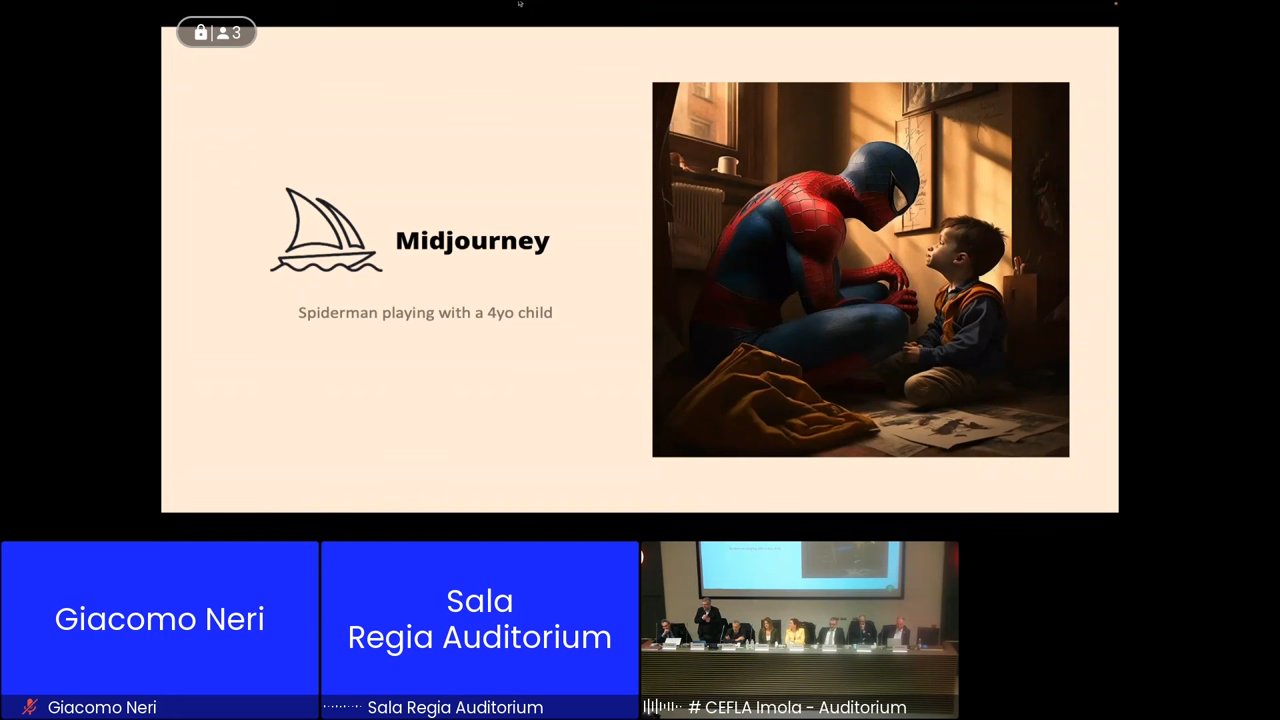 3
Midjourney
Spiderman playing with a 4yo child
Giacomo Neri
Sala
Regia Auditorium
Giacomo Neri
Sala Regia Auditorium
# CEFLA Imola - Auditorium